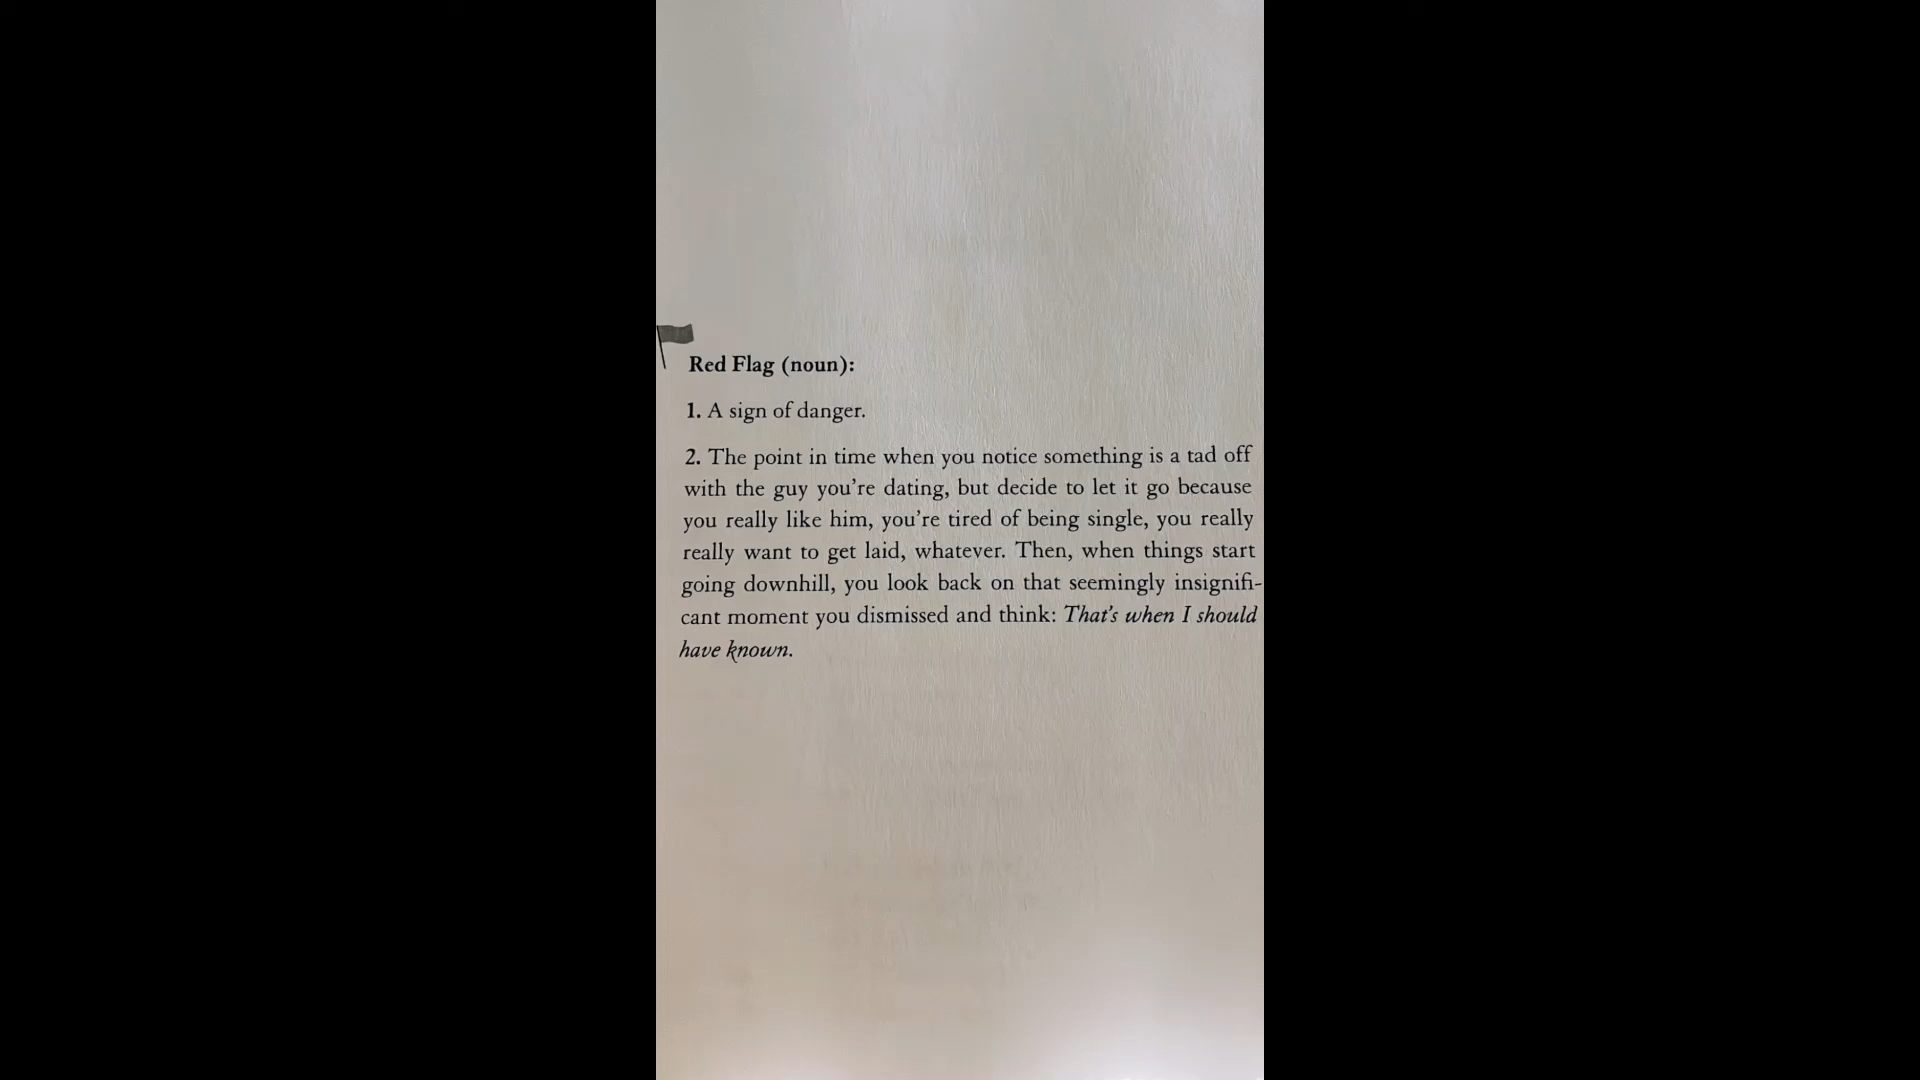 Red Flag (noun):
1. A sign of danger.
2. The point in time when you notice something is a tad off
with the guy you're dating, but decide to let it go because
you really like him, you're tired of being single, you really
really want to get laid, whatever. Then, when things start
going downhill, you look back on that seemingly insignifi-
cant moment you dismissed and think: That's when I should
have known.